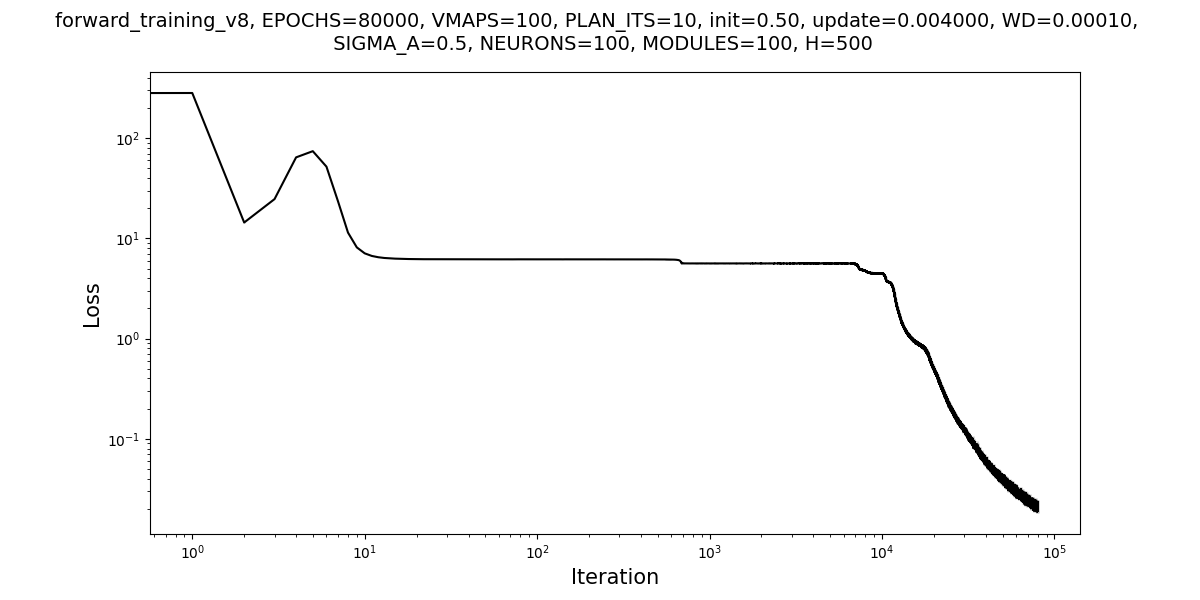 forward_training_v8, EPOCHS=80000, VMAPS=100, PLAN_ITS=10, init=0.50, update=0.004000, WD=0.00010,
SIGMA_A=0.5, NEURONS=100, MODULES=100, H=500
10²
10¹
10⁰
10⁻¹
Loss
10⁰ 10¹ 10² 10³ 10⁴ 10⁵
Iteration